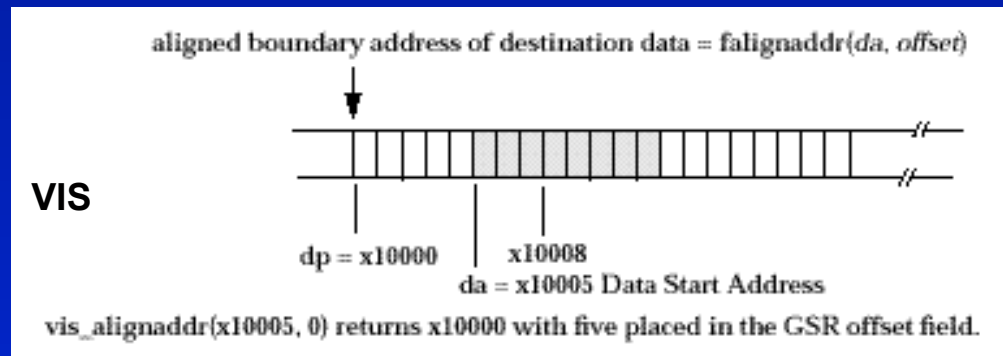 aligned boundary address of destination data = falignaddr(da, offset)
VIS
dp = x10000
x10008
da = x10005 Data Start Address
vis_alignaddr(x10005, 0) returns x10000 with five placed in the GSR offset field.